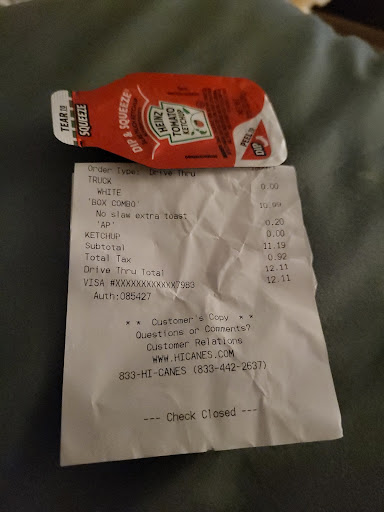 TEAR TO
SQUEEZE
DIP & SQUEEZE
HEINZ
TOMATO
KETCHUP
PEEL TO
DIP
Order Type: Drive Thru
TRUCK 0.00
WHITE
'BOX COMBO' 10.99
No slaw extra toast
'AP' 0.20
KETCHUP 0.00
Subtotal 11.19
Total Tax 0.92
Drive Thru Total 12.11
VISA #XXXXXXXXXXXX7980 12.11
Auth:085427
* * Customer's Copy * *
Questions or Comments?
Customer Relations
WWW.HICANES.COM
833-HI-CANES (833-442-2637)
--- Check Closed ---